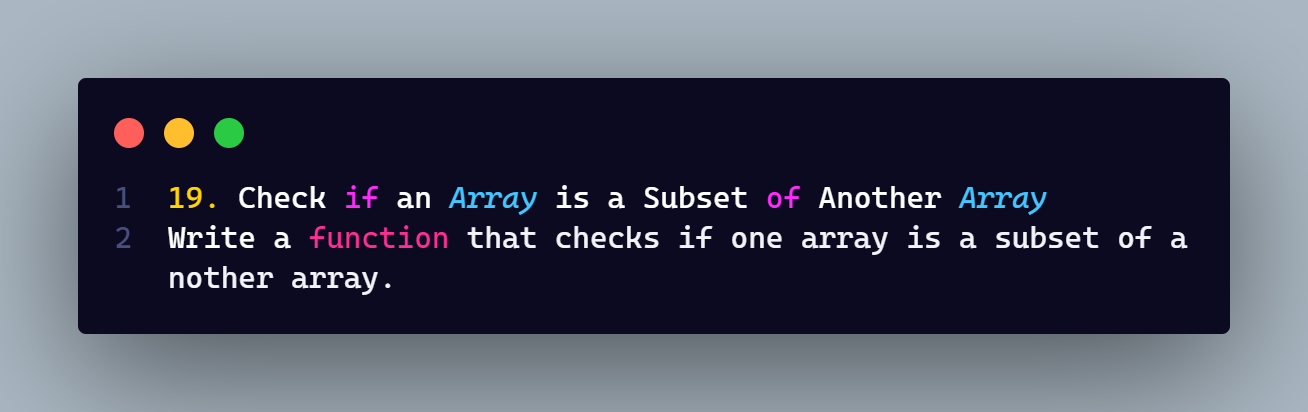 1 19. Check if an Array is a Subset of Another Array
2 Write a function that checks if one array is a subset of a
nother array.